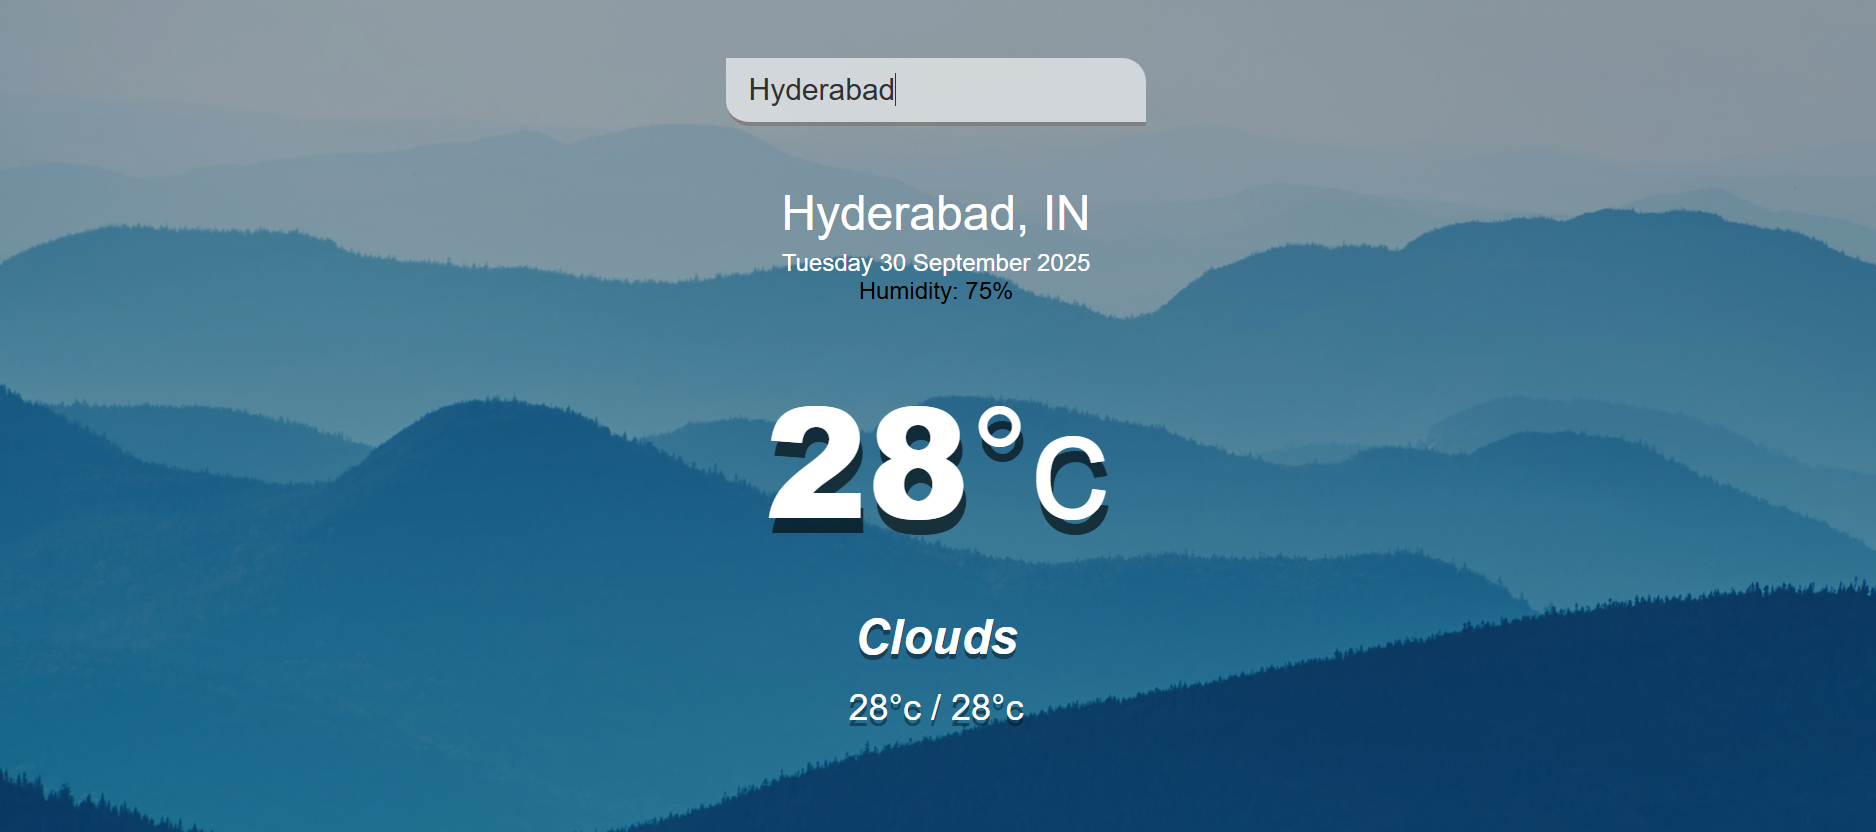 Hyderabad
Hyderabad, IN
Tuesday 30 September 2025
Humidity: 75%
28°c
Clouds
28°c / 28°c